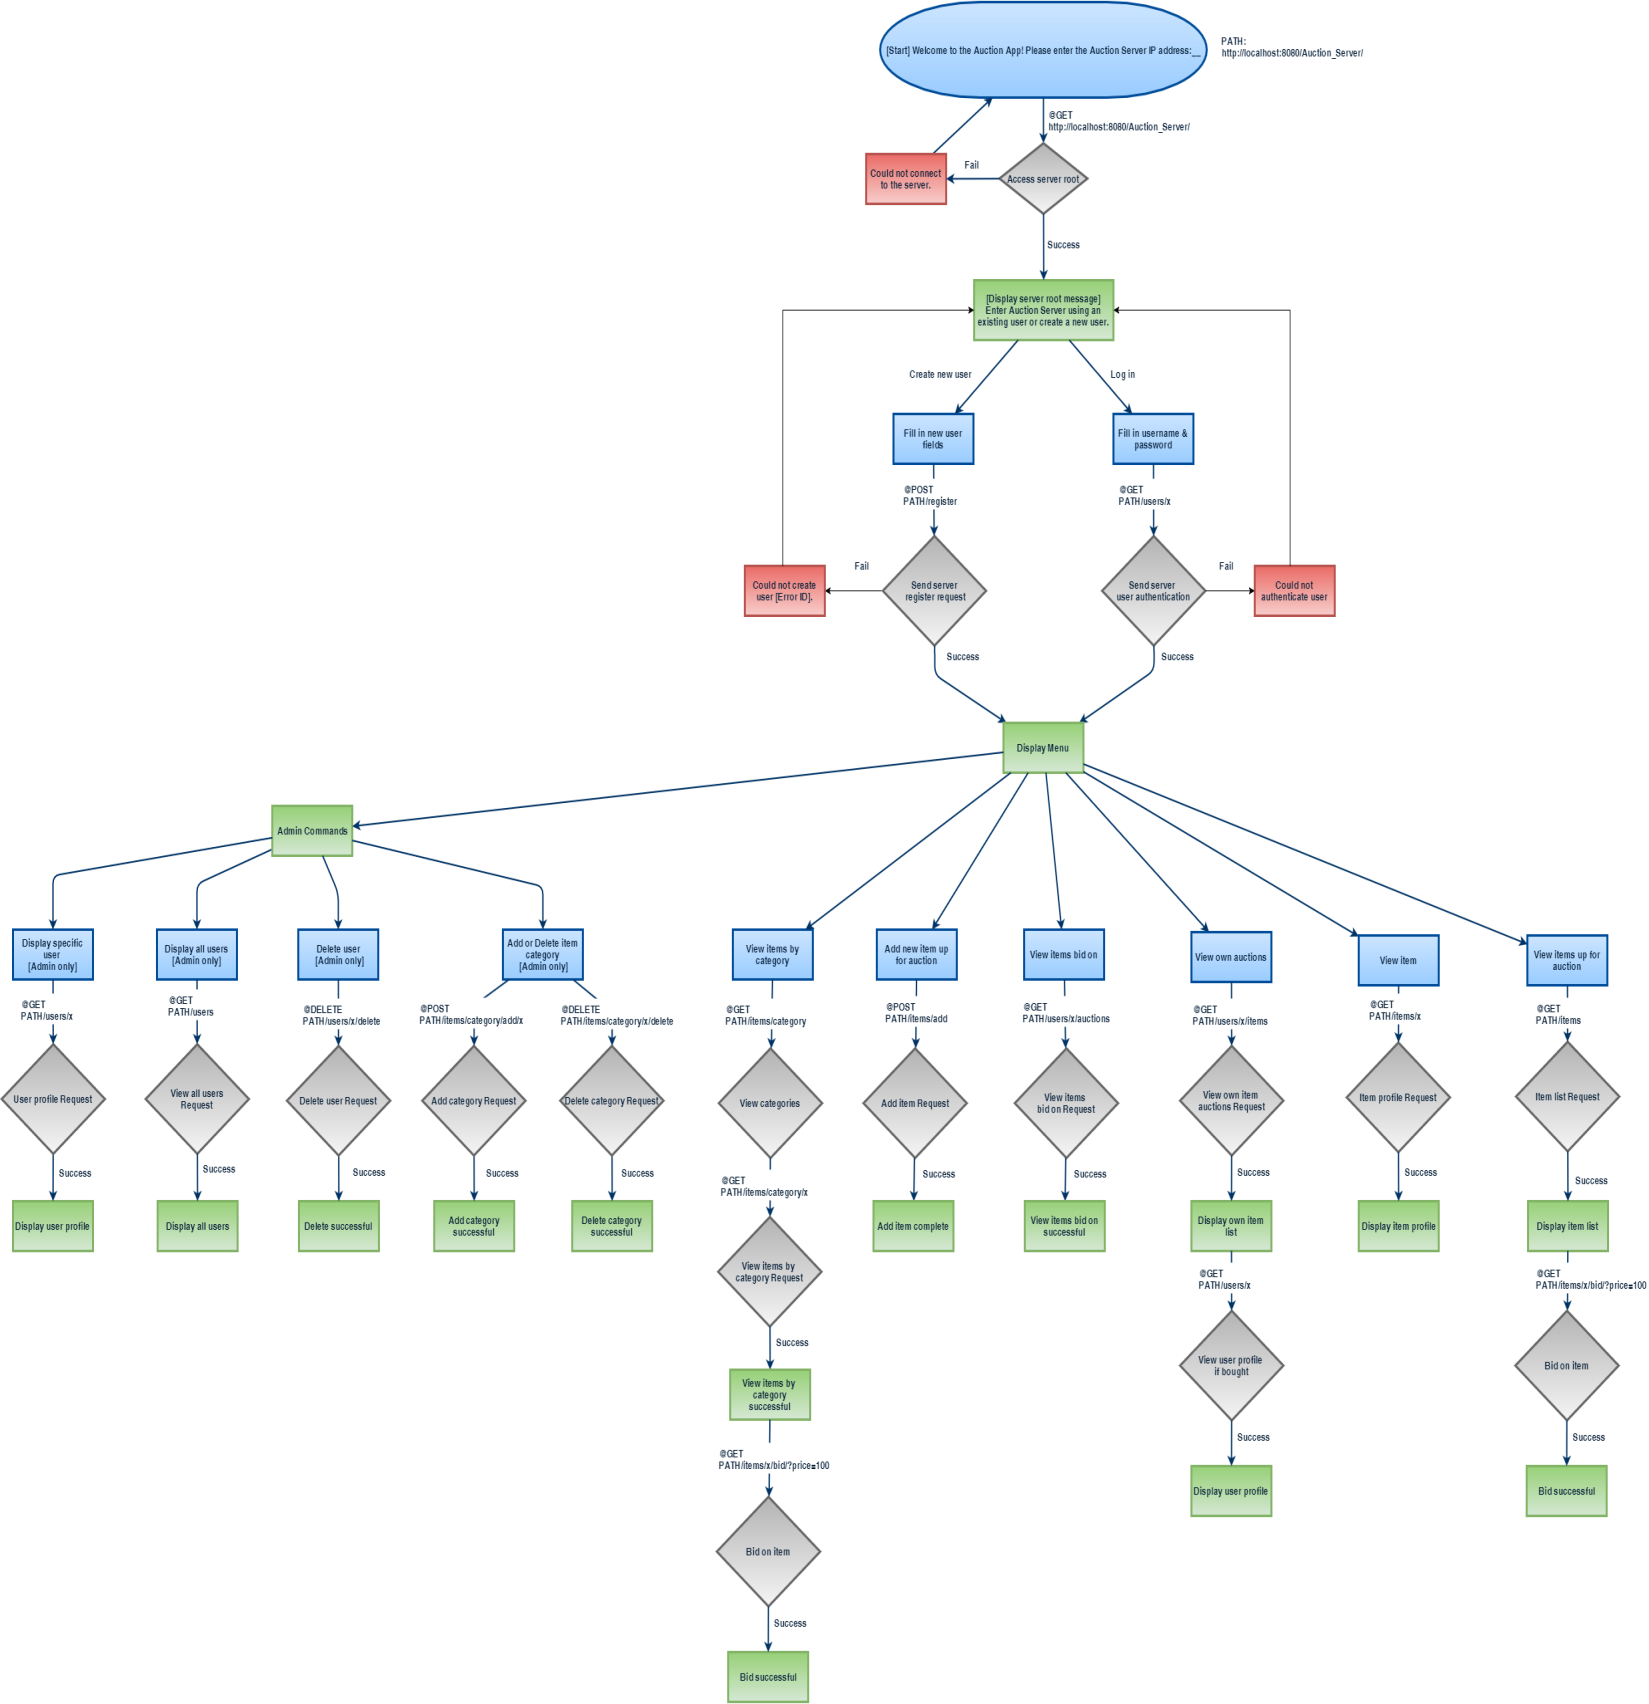 [Start] Welcome to the Auction App! Please enter the Auction Server IP address:__
PATH:
http://localhost:8080/Auction_Server/
@GET
http://localhost:8080/Auction_Server/
Fail
Could not connect
to the server.
Access server root
Success
[Display server root message]
Enter Auction Server using an
existing user or create a new user.
Create new user
Log in
Fill in new user
fields
Fill in username &
password
@POST
PATH/register
@GET
PATH/users/x
Fail
Fail
Could not create
user [Error ID].
Send server
register request
Send server
user authentication
Could not
authenticate user
Success
Success
Display Menu
Admin Commands
Display specific
user
[Admin only]
Display all users
[Admin only]
Delete user
[Admin only]
Add or Delete item
category
[Admin only]
View items by
category
Add new item up
for auction
View items bid on
View own auctions
View item
View items up for
auction
@GET
PATH/users/x
@GET
PATH/users
@DELETE
PATH/users/x/delete
@POST
PATH/items/category/add/x
@DELETE
PATH/items/category/x/delete
@GET
PATH/items/category
@POST
PATH/items/add
@GET
PATH/users/x/auctions
@GET
PATH/users/x/items
@GET
PATH/items/x
@GET
PATH/items
User profile Request
View all users
Request
Delete user Request
Add category Request
Delete category Request
View categories
Add item Request
View items
bid on Request
View own item
auctions Request
Item profile Request
Item list Request
Success
Success
Success
Success
Success
@GET
PATH/items/category/x
Success
Success
Success
Success
Success
Display user profile
Display all users
Delete successful
Add category
successful
Delete category
successful
Add item complete
View items bid on
successful
Display own item
list
Display item profile
Display item list
View items by
category Request
@GET
PATH/users/x
@GET
PATH/items/x/bid/?price=100
Success
View user profile
if bought
Bid on item
View items by
category
successful
Success
Success
@GET
PATH/items/x/bid/?price=100
Display user profile
Bid successful
Bid on item
Success
Bid successful